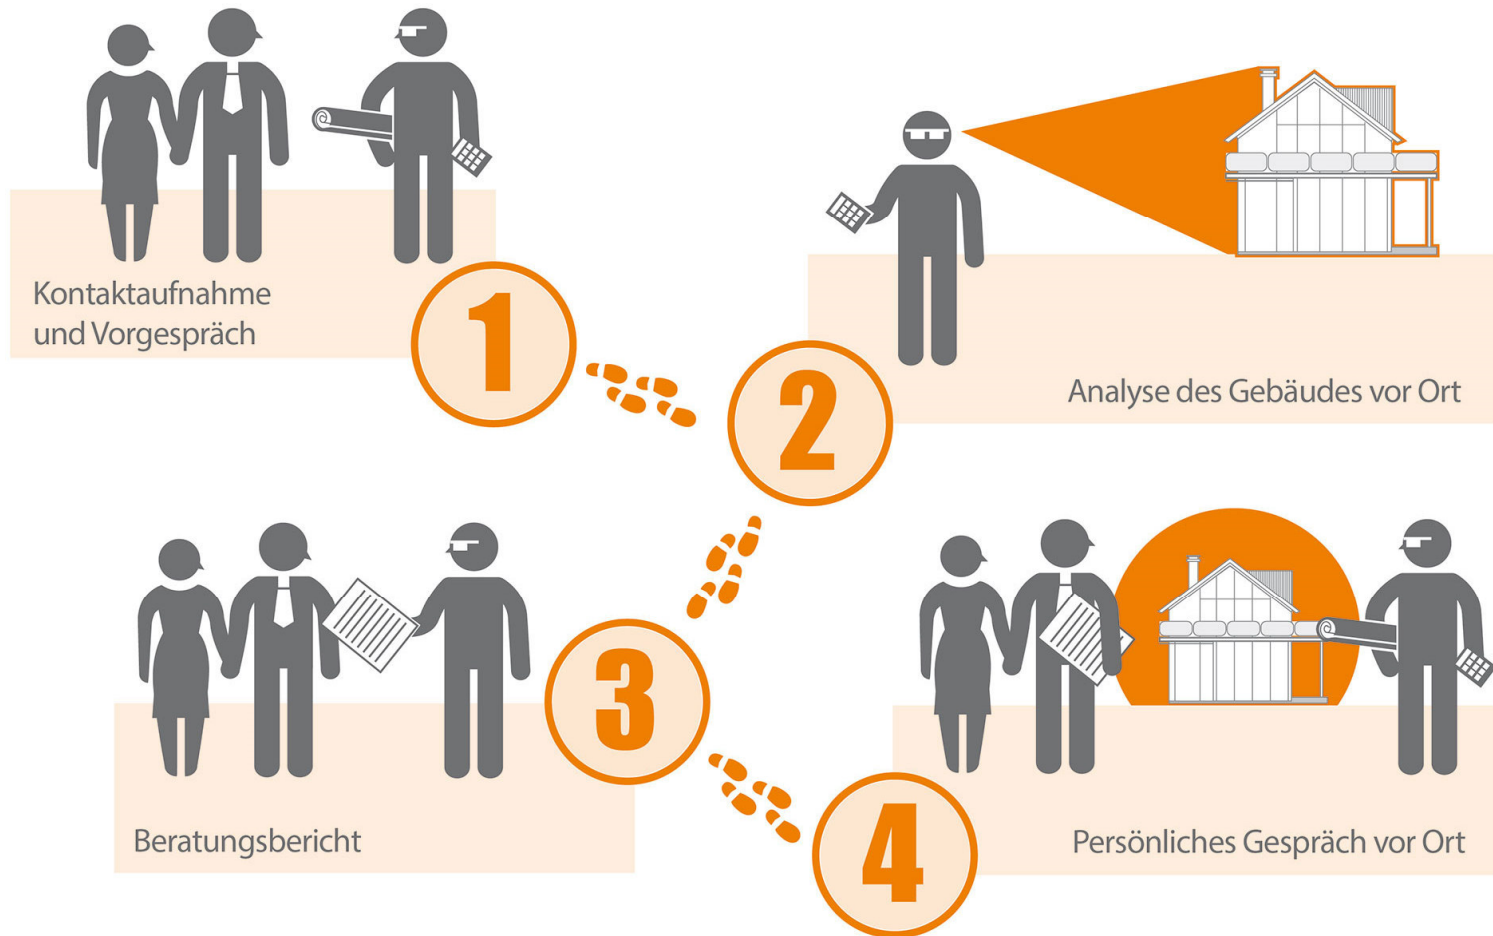 Kontaktaufnahme
und Vorgespräch
1
2
Analyse des Gebäudes vor Ort
3
Beratungsbericht
4
Persönliches Gespräch vor Ort